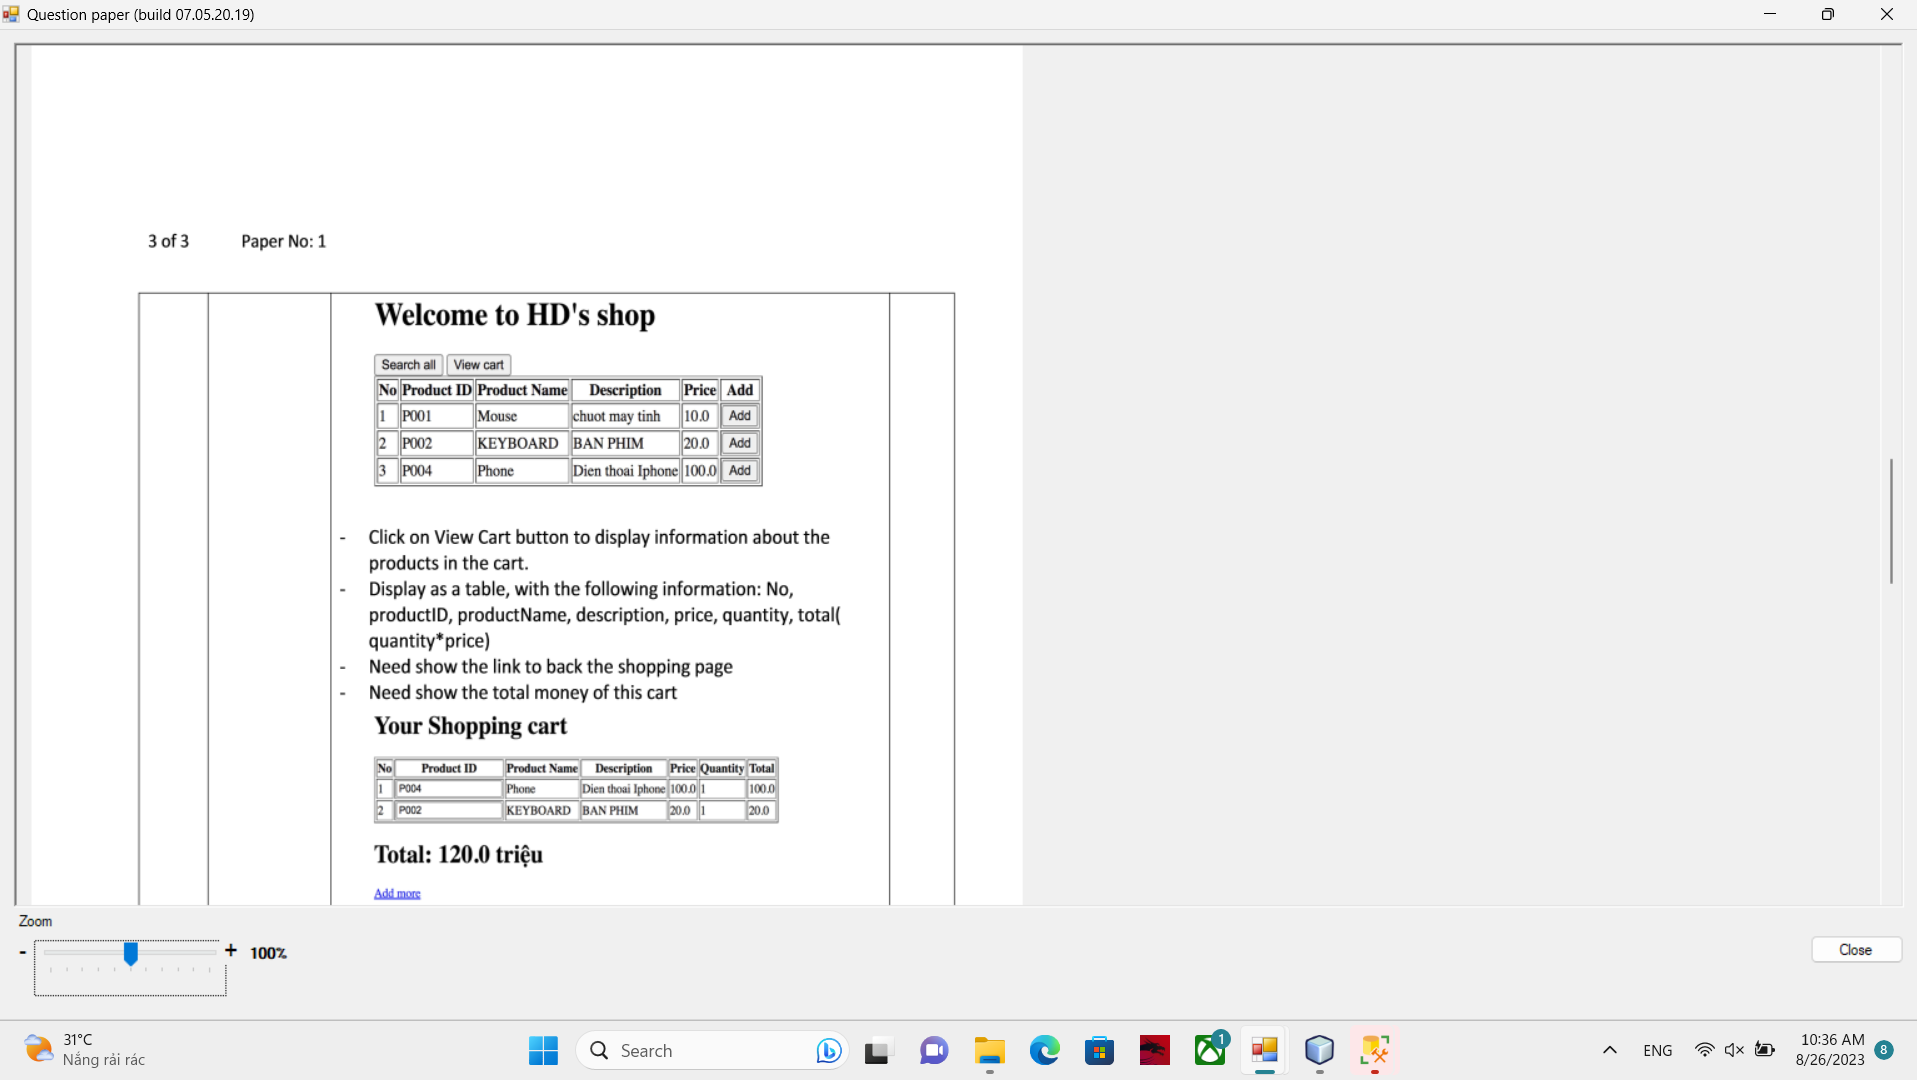 Question paper (build 07.05.20.19)
3 of 3 Paper No: 1
Welcome to HD's shop
Search all View cart
No Product ID Product Name Description Price Add
1 P001 Mouse chuot may tinh 10.0 Add
2 P002 KEYBOARD BAN PHIM 20.0 Add
3 P004 Phone Dien thoai Iphone 100.0 Add
- Click on View Cart button to display information about the
products in the cart.
- Display as a table, with the following information: No,
productID, productName, description, price, quantity, total(
quantity*price)
- Need show the link to back the shopping page
- Need show the total money of this cart
Your Shopping cart
No Product ID Product Name Description Price Quantity Total
1 P004 Phone Dien thoai Iphone 100.0 1 100.0
2 P002 KEYBOARD BAN PHIM 20.0 1 20.0
Total: 120.0 triệu
Add more
Zoom
- + 100%
Close
31°C
Nắng rải rác
Search
1
ENG
10:36 AM
8/26/2023
8